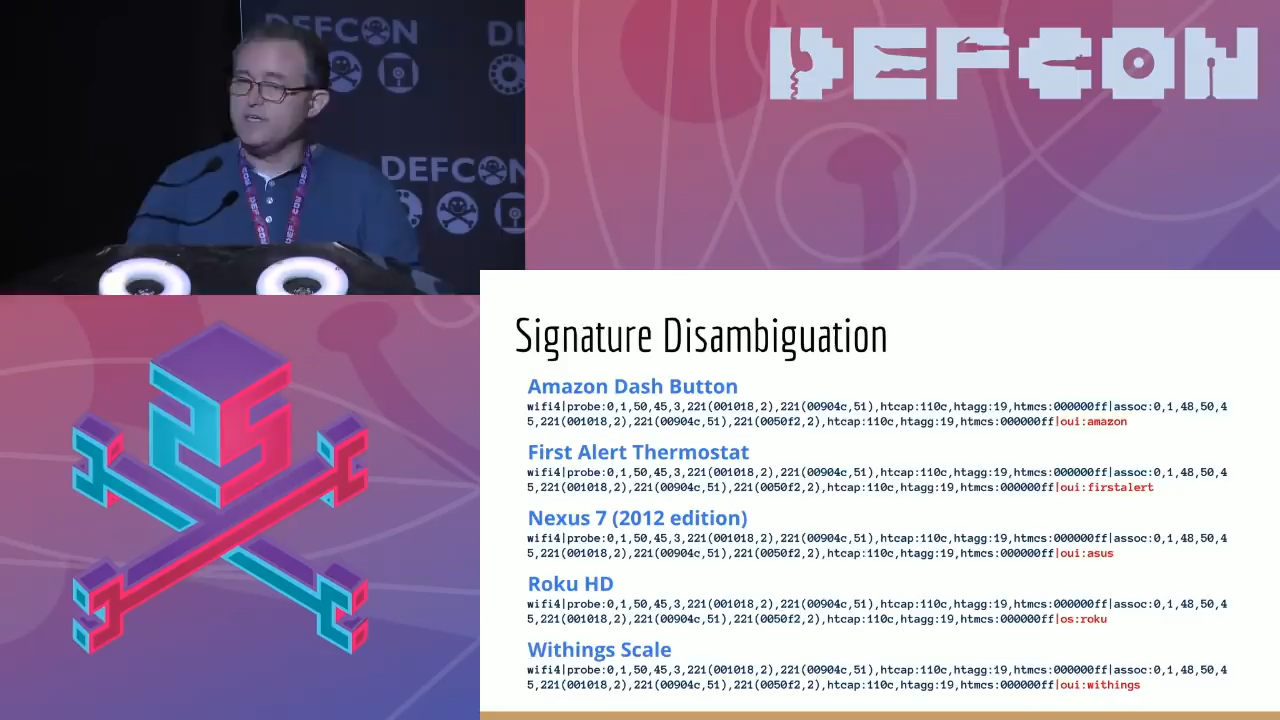 DEFCON
DEFCON
DE
DEFCON
DEFCON
Signature Disambiguation
Amazon Dash Button
wifi4|probe:0,1,50,45,3,221(001018,2),221(00904c,51),htcap:110c,htagg:19,htmcs:000000ff|assoc:0,1,48,50,4
5,221(001018,2),221(00904c,51),221(0050f2,2),htcap:110c,htagg:19,htmcs:000000ff|oui:amazon
First Alert Thermostat
wifi4|probe:0,1,50,45,3,221(001018,2),221(00904c,51),htcap:110c,htagg:19,htmcs:000000ff|assoc:0,1,48,50,4
5,221(001018,2),221(00904c,51),221(0050f2,2),htcap:110c,htagg:19,htmcs:000000ff|oui:firstalert
Nexus 7 (2012 edition)
wifi4|probe:0,1,50,45,3,221(001018,2),221(00904c,51),htcap:110c,htagg:19,htmcs:000000ff|assoc:0,1,48,50,4
5,221(001018,2),221(00904c,51),221(0050f2,2),htcap:110c,htagg:19,htmcs:000000ff|oui:asus
Roku HD
wifi4|probe:0,1,50,45,3,221(001018,2),221(00904c,51),htcap:110c,htagg:19,htmcs:000000ff|assoc:0,1,48,50,4
5,221(001018,2),221(00904c,51),221(0050f2,2),htcap:110c,htagg:19,htmcs:000000ff|os:roku
Withings Scale
wifi4|probe:0,1,50,45,3,221(001018,2),221(00904c,51),htcap:110c,htagg:19,htmcs:000000ff|assoc:0,1,48,50,4
5,221(001018,2),221(00904c,51),221(0050f2,2),htcap:110c,htagg:19,htmcs:000000ff|oui:withings